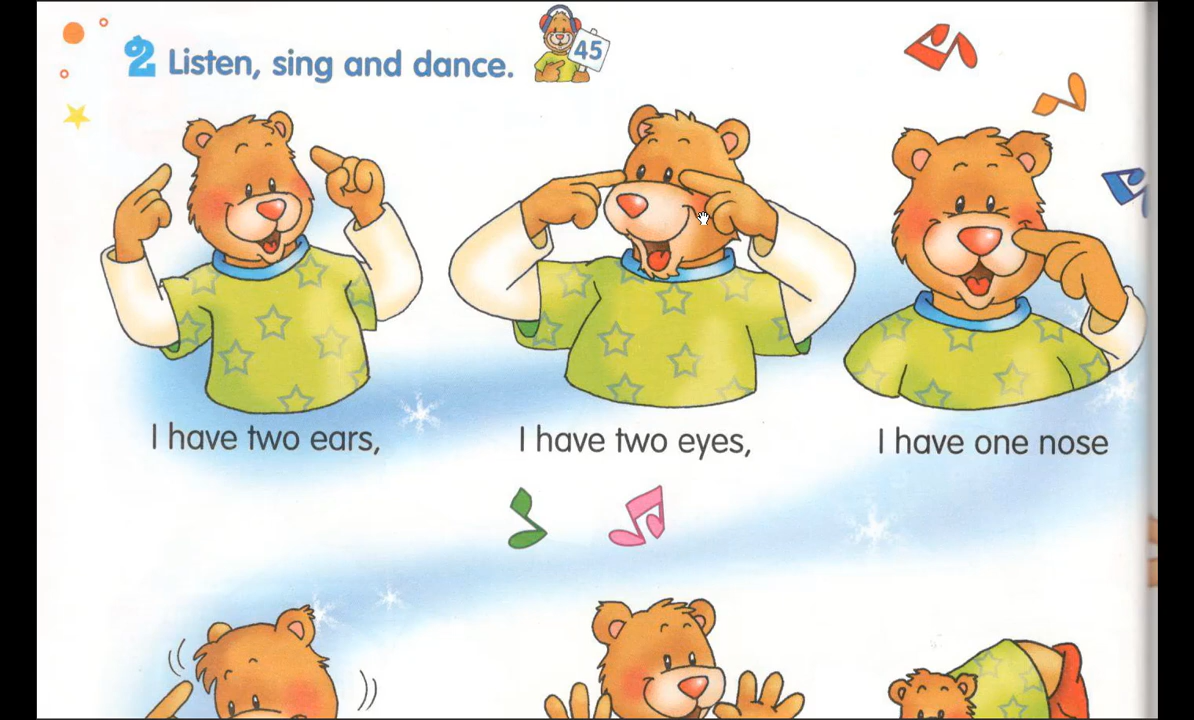 2 Listen, sing and dance.
45
I have two ears,
I have two eyes,
I have one nose